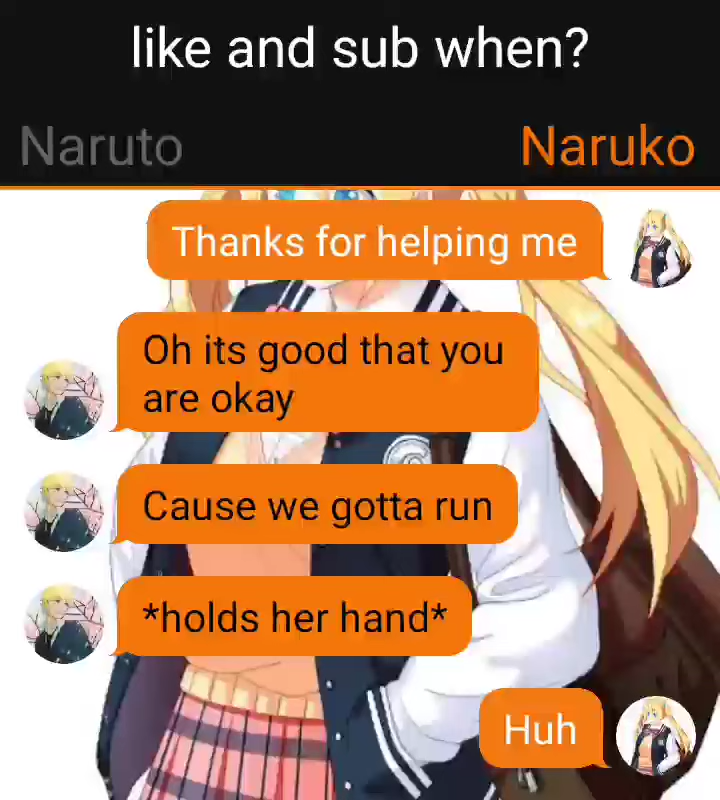 like and sub when?
Naruto
Naruko
Thanks for helping me
Oh its good that you
are okay
Cause we gotta run
*holds her hand*
Huh